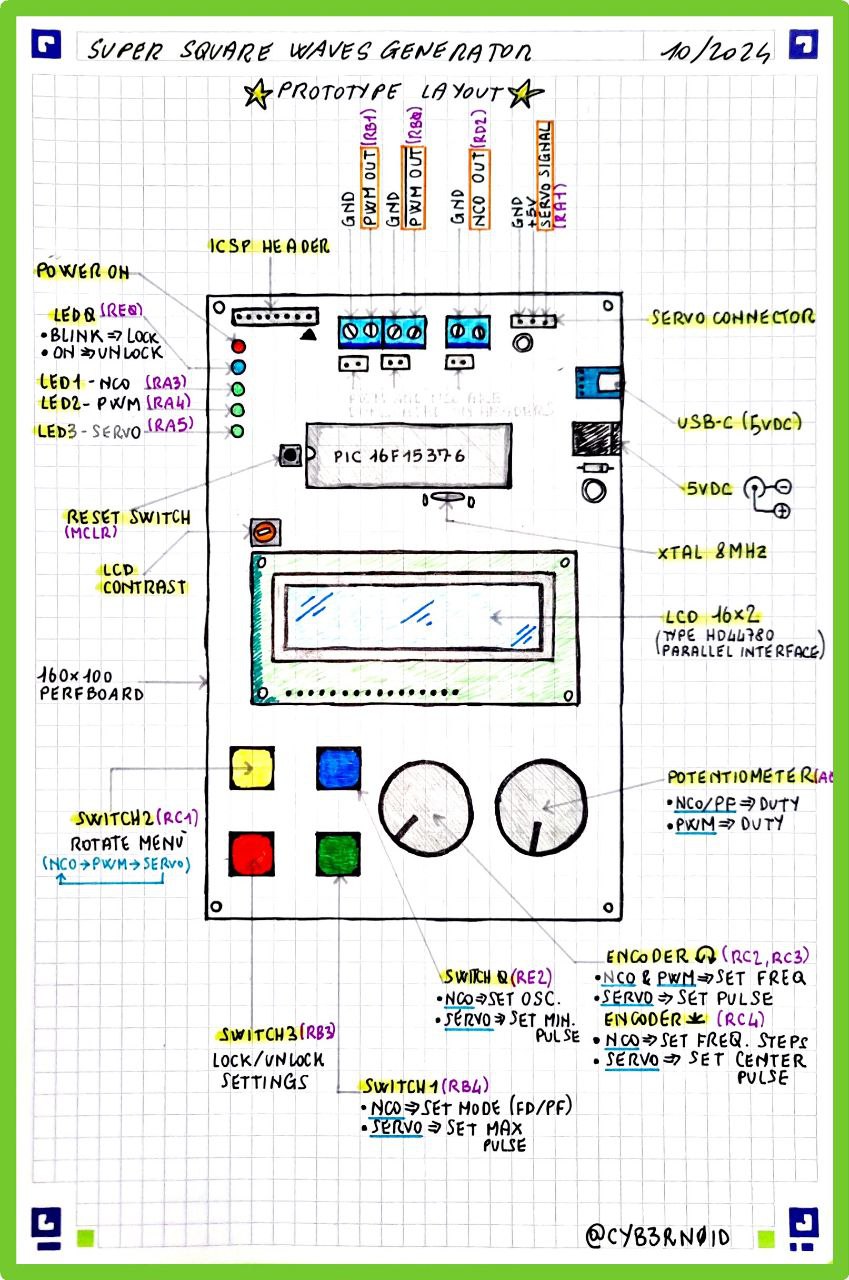 SUPER SQUARE WAVES GENERATOR 10/2024
PROTOTYPE LAYOUT
GND
PWM OUT (RB1)
GND
PWM OUT (RB0)
GND
NCO OUT (RD2)
GND
+5V
SERVO SIGNAL
(RA1)
ICSP HEADER
POWER ON
LED0 (RE0)
•BLINK ⇒ LOCK
•ON ⇒ UNLOCK
LED1 - NCO (RA3)
LED2 - PWM (RA4)
LED3 - SERVO (RA5)
SERVO CONNECTOR
USB-C (5VDC)
PIC 16F15376
5VDC
RESET SWITCH
(MCLR)
XTAL 8MHz
LCD
CONTRAST
LCD 16x2
(TYPE HD44780
PARALLEL INTERFACE)
160x100
PERFBOARD
POTENTIOMETER
•NCO/PF ⇒ DUTY
•PWM ⇒ DUTY
SWITCH2 (RC1)
ROTATE MENÙ
(NCO→PWM→SERVO)
ENCODER (RC2, RC3)
•NCO & PWM ⇒ SET FREQ
•SERVO ⇒ SET PULSE
ENCODER (RC4)
•NCO ⇒ SET FREQ. STEPS
•SERVO ⇒ SET CENTER
PULSE
SWITCH 0 (RE2)
•NCO ⇒ SET OSC.
•SERVO ⇒ SET MIN.
PULSE
SWITCH3 (RB3)
LOCK/UNLOCK
SETTINGS
SWITCH1 (RB4)
•NCO ⇒ SET MODE (FD/PF)
•SERVO ⇒ SET MAX
PULSE
@CYB3RN0ID